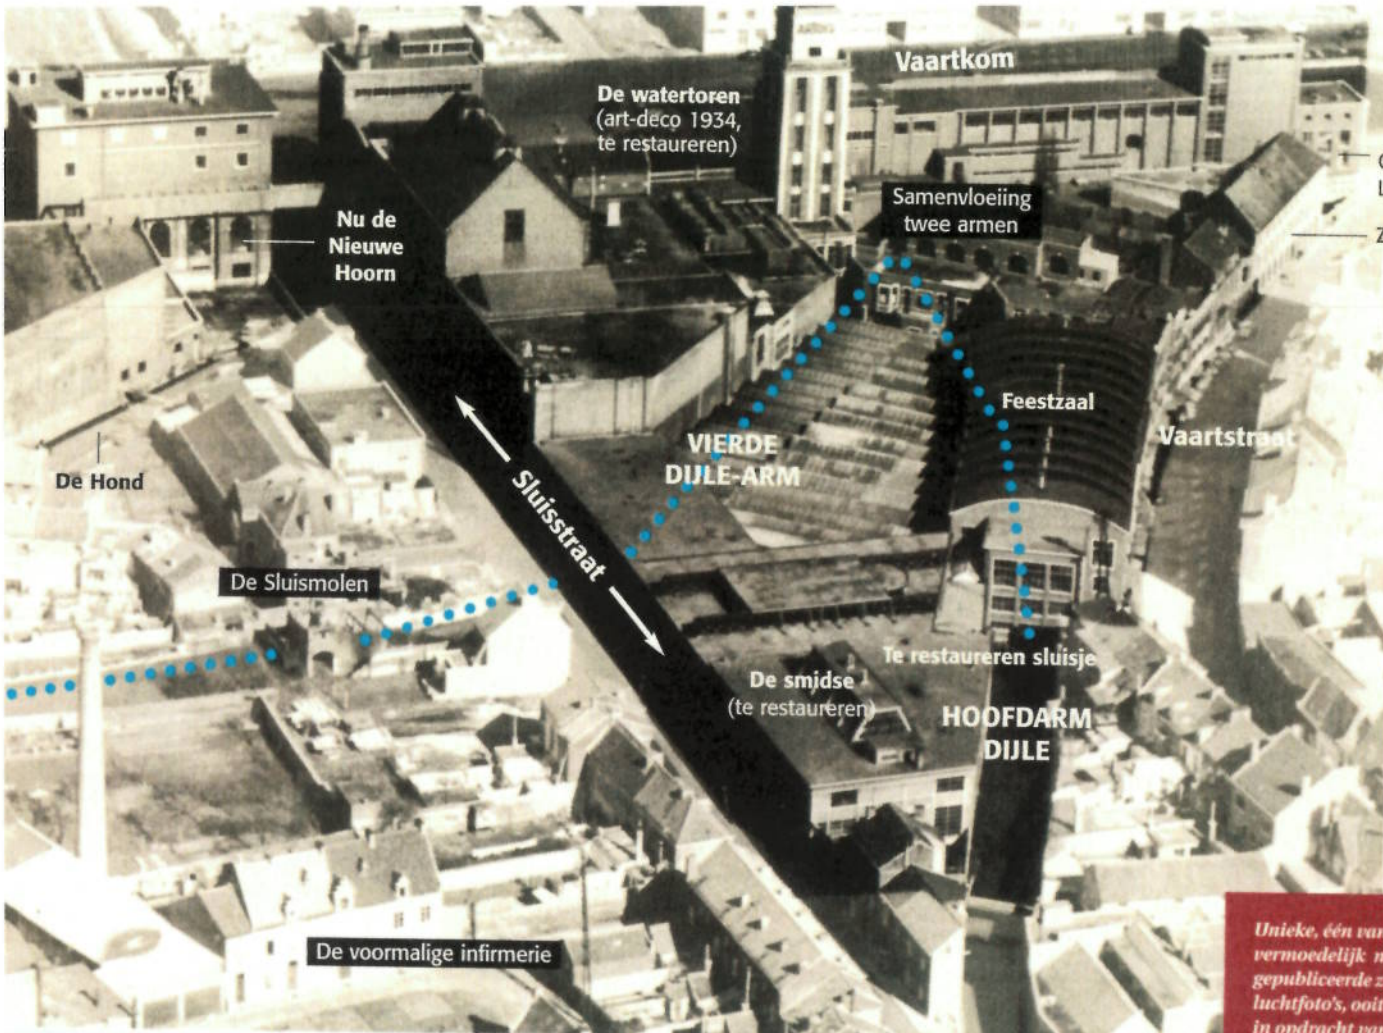 Vaartkom
De watertoren
(art-deco 1934,
te restaureren)
Samenvloeiing
twee armen
Nu de
Nieuwe
Hoorn
Feestzaal
Vaartstraat
VIERDE
DIJLE-ARM
De Hond
Sluisstraat
De Sluismolen
Te restaureren sluisje
De smidse
(te restaureren)
HOOFDARM
DIJLE
De voormalige infirmerie
Unieke, één van
vermoedelijk
gepubliceerde
luchtfoto's, ooit
in opdracht